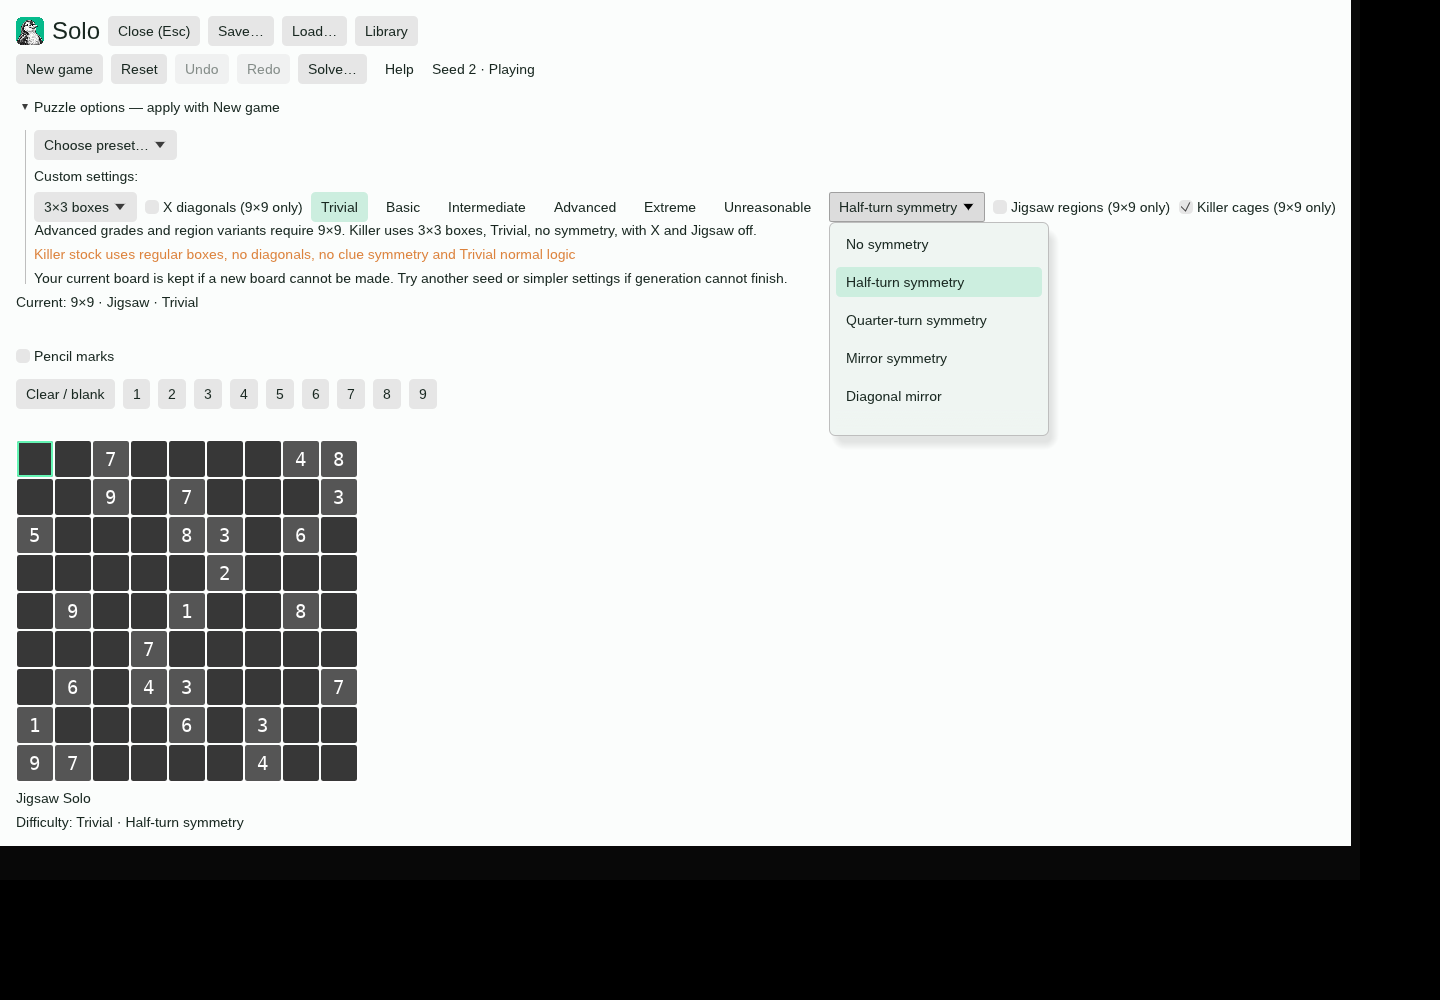 Solo Close (Esc) Save… Load… Library
New game Reset Undo Redo Solve… Help Seed 2 · Playing
▾ Puzzle options — apply with New game
Choose preset…
Custom settings:
3×3 boxes X diagonals (9×9 only) Trivial Basic Intermediate Advanced Extreme Unreasonable Half-turn symmetry Jigsaw regions (9×9 only) Killer cages (9×9 only)
Advanced grades and region variants require 9×9. Killer uses 3×3 boxes, Trivial, no symmetry, with X and Jigsaw off.
Killer stock uses regular boxes, no diagonals, no clue symmetry and Trivial normal logic
Your current board is kept if a new board cannot be made. Try another seed or simpler settings if generation cannot finish.
Current: 9×9 · Jigsaw · Trivial
No symmetry
Half-turn symmetry
Quarter-turn symmetry
Mirror symmetry
Diagonal mirror
Pencil marks
Clear / blank 1 2 3 4 5 6 7 8 9
7 4 8
9 7 3
5 8 3 6
2
9 1 8
7
6 4 3 7
1 6 3
9 7 4
Jigsaw Solo
Difficulty: Trivial · Half-turn symmetry